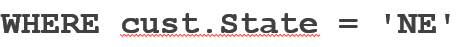 WHERE cust.State = 'NE'